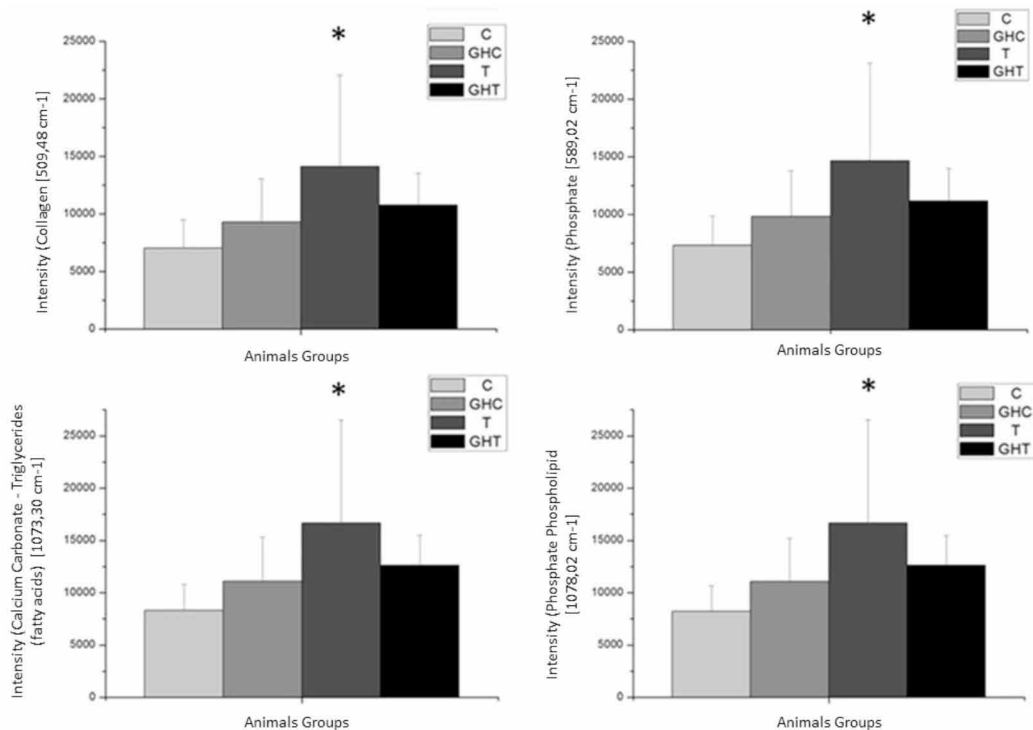 Intensity (Collagen [509,48 cm-1]
25000
20000
15000
10000
5000
0
*
C
GHC
T
GHT
Animals Groups
Intensity (Phosphate [589,02 cm-1]
25000
20000
15000
10000
5000
0
*
C
GHC
T
GHT
Animals Groups
Intensity (Calcium Carbonate - Triglycerides
(fatty acids) [1073,30 cm-1]
25000
20000
15000
10000
5000
0
*
C
GHC
T
GHT
Animals Groups
Intensity (Phosphate Phospholipid
[1078,02 cm-1]
25000
20000
15000
10000
5000
0
*
C
GHC
T
GHT
Animals Groups